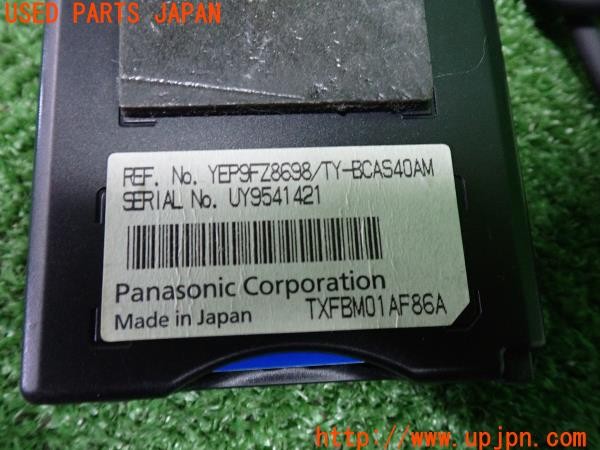 USED PARTS JAPAN
REF. No. YEP9FZ8698/TY-BCAS40AM
SERIAL No. UY9541421
Panasonic Corporation
Made in Japan
TXFBM01AF86A
http://www.upjpn.com